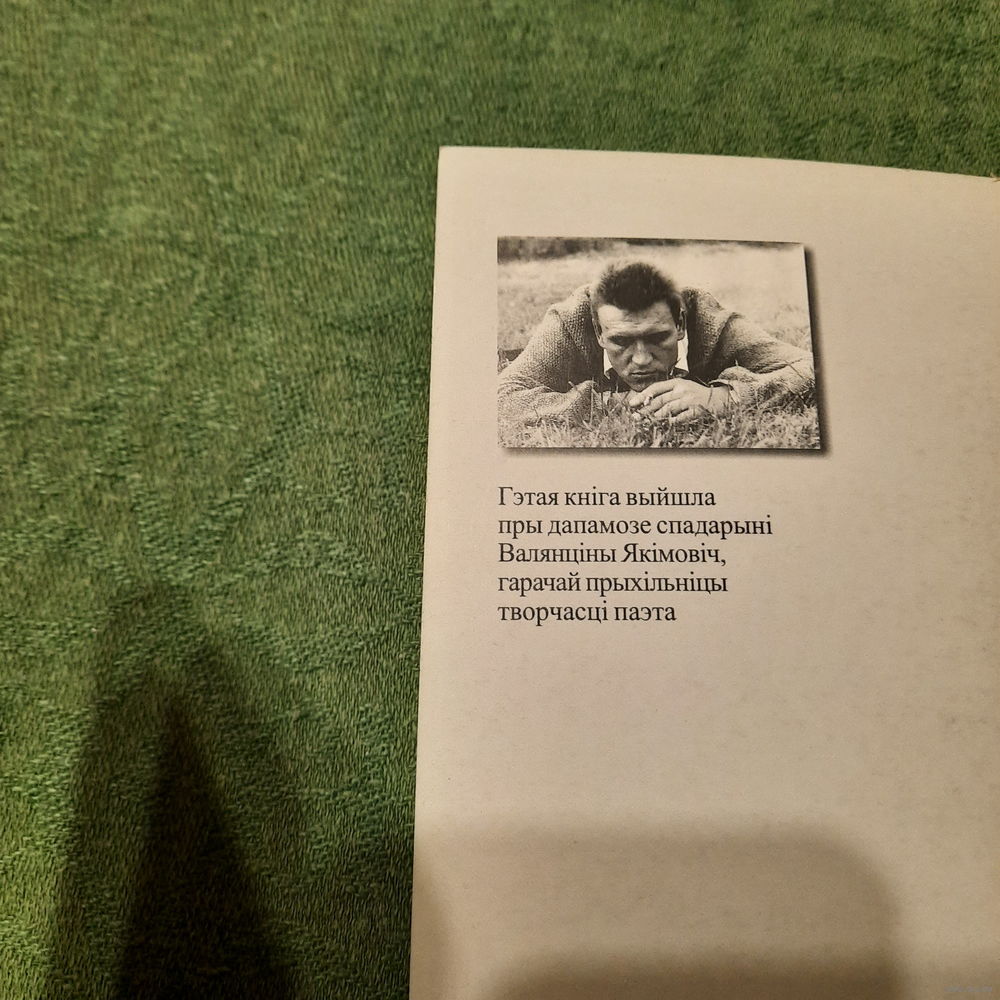 Гэтая кніга выйшла
пры дапамозе спадарыні
Валянціны Якімовіч,
гарачай прыхільніцы
творчасці паэта